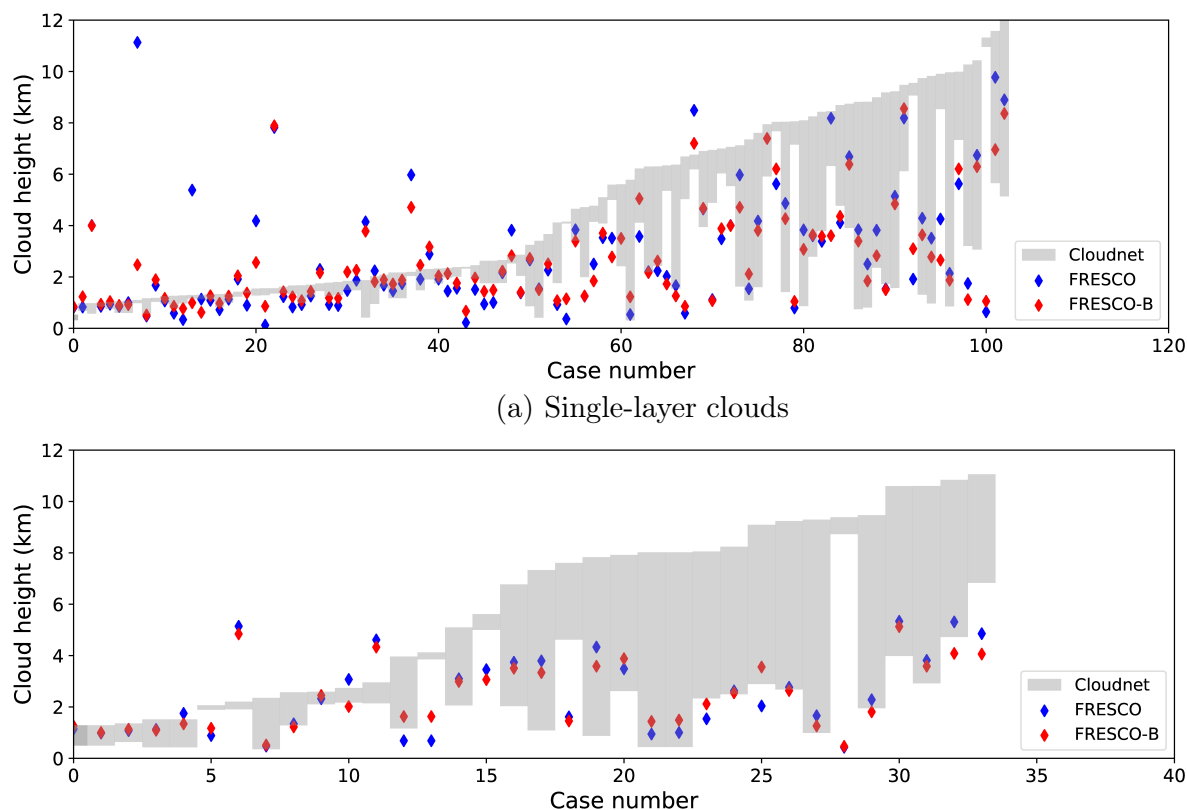 12
10
8
6
4
2
0
Cloud height (km)
Cloudnet
FRESCO
FRESCO-B
0 20 40 60 80 100 120
Case number
(a) Single-layer clouds
12
10
8
6
4
2
0
Cloud height (km)
Cloudnet
FRESCO
FRESCO-B
0 5 10 15 20 25 30 35 40
Case number